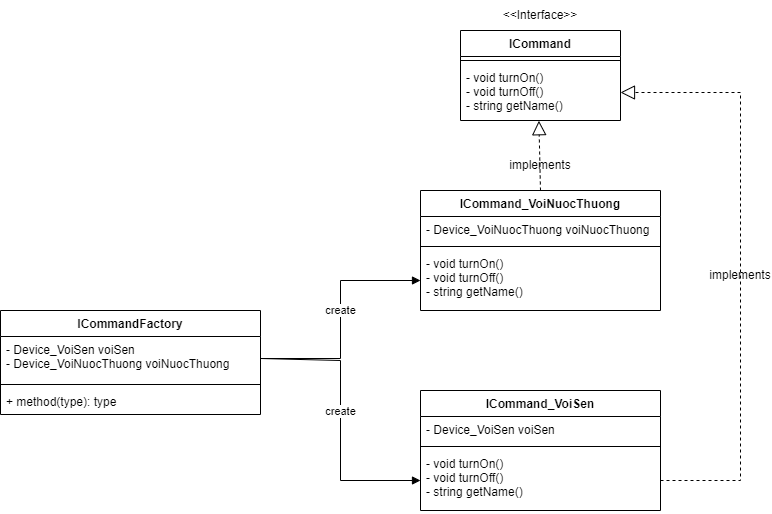 <<Interface>>
ICommand
- void turnOn()
- void turnOff()
- string getName()
implements
ICommand_VoiNuocThuong
- Device_VoiNuocThuong voiNuocThuong
- void turnOn()
- void turnOff()
- string getName()
implements
create
ICommandFactory
- Device_VoiSen voiSen
- Device_VoiNuocThuong voiNuocThuong
+ method(type): type
create
ICommand_VoiSen
- Device_VoiSen voiSen
- void turnOn()
- void turnOff()
- string getName()